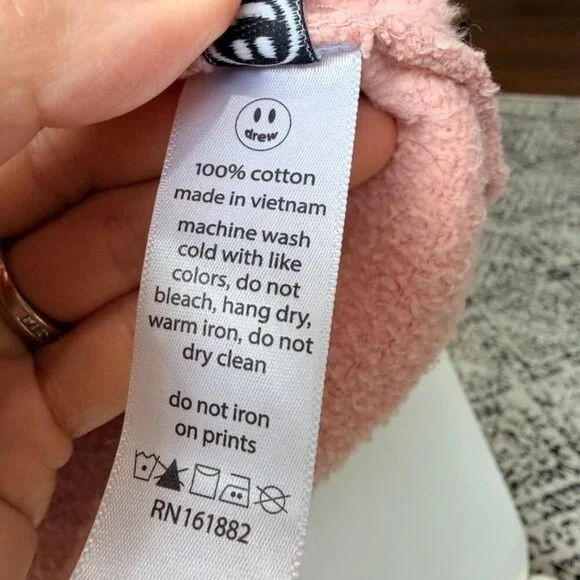 drew
100% cotton
made in vietnam
machine wash
cold with like
colors, do not
bleach, hang dry,
warm iron, do not
dry clean
do not iron
on prints
RN161882